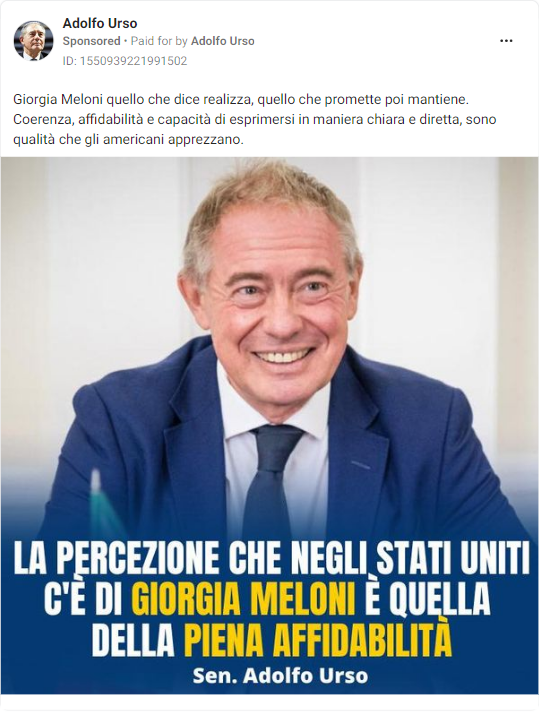 Adolfo Urso
Sponsored • Paid for by Adolfo Urso
ID: 1550939221991502
Giorgia Meloni quello che dice realizza, quello che promette poi mantiene.
Coerenza, affidabilità e capacità di esprimersi in maniera chiara e diretta, sono
qualità che gli americani apprezzano.
LA PERCEZIONE CHE NEGLI STATI UNITI
C'È DI GIORGIA MELONI È QUELLA
DELLA PIENA AFFIDABILITÀ
Sen. Adolfo Urso